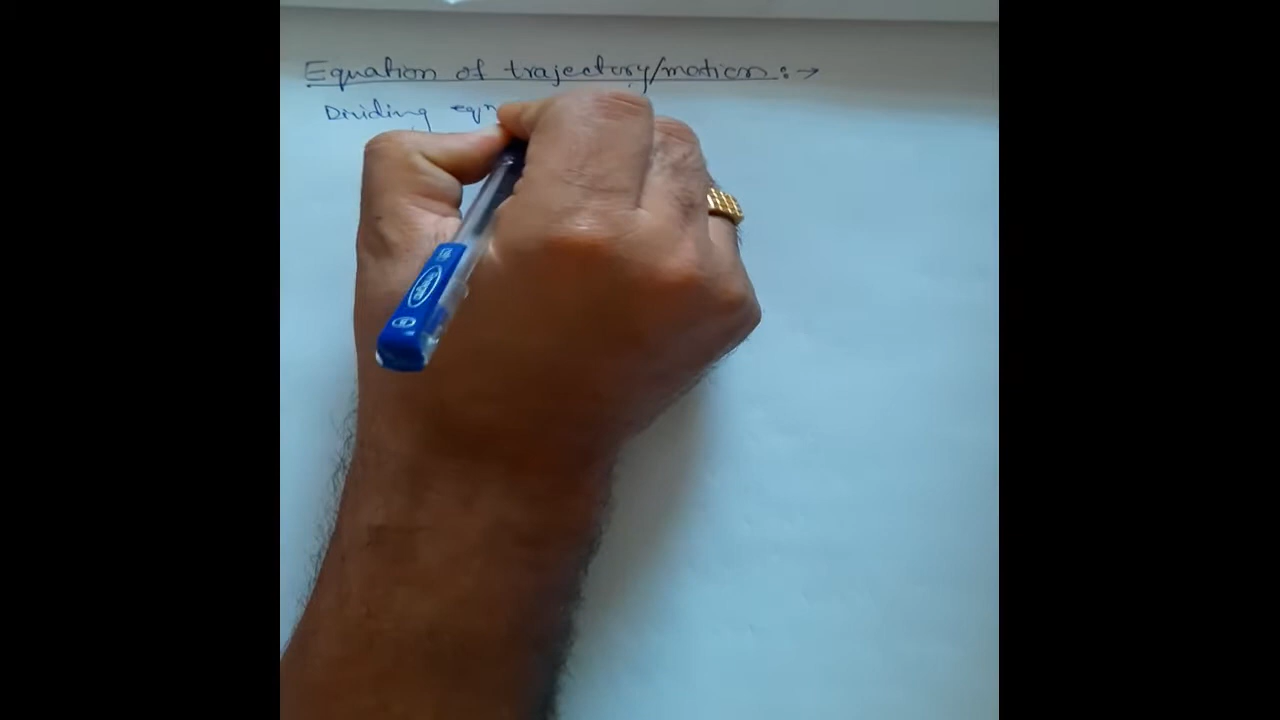 Equation of trajectory/motion :→
Dividing eqn